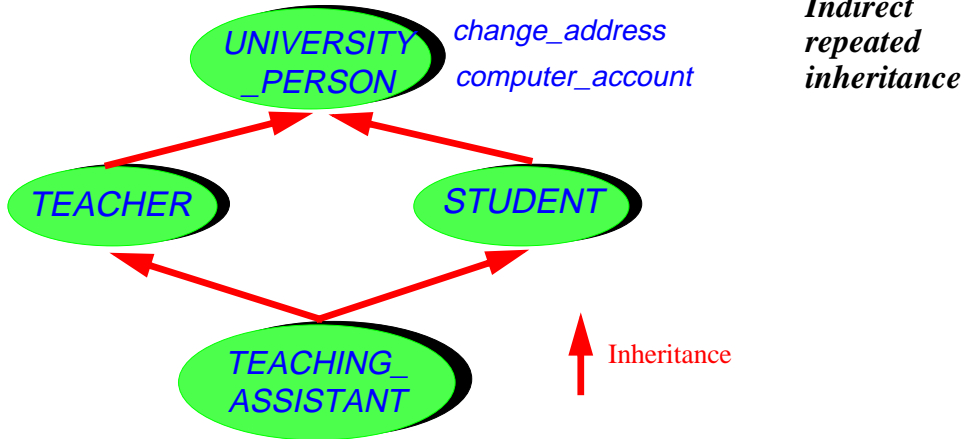 UNIVERSITY
_PERSON
change_address
computer_account
Indirect
repeated
inheritance
TEACHER
STUDENT
TEACHING_
ASSISTANT
Inheritance